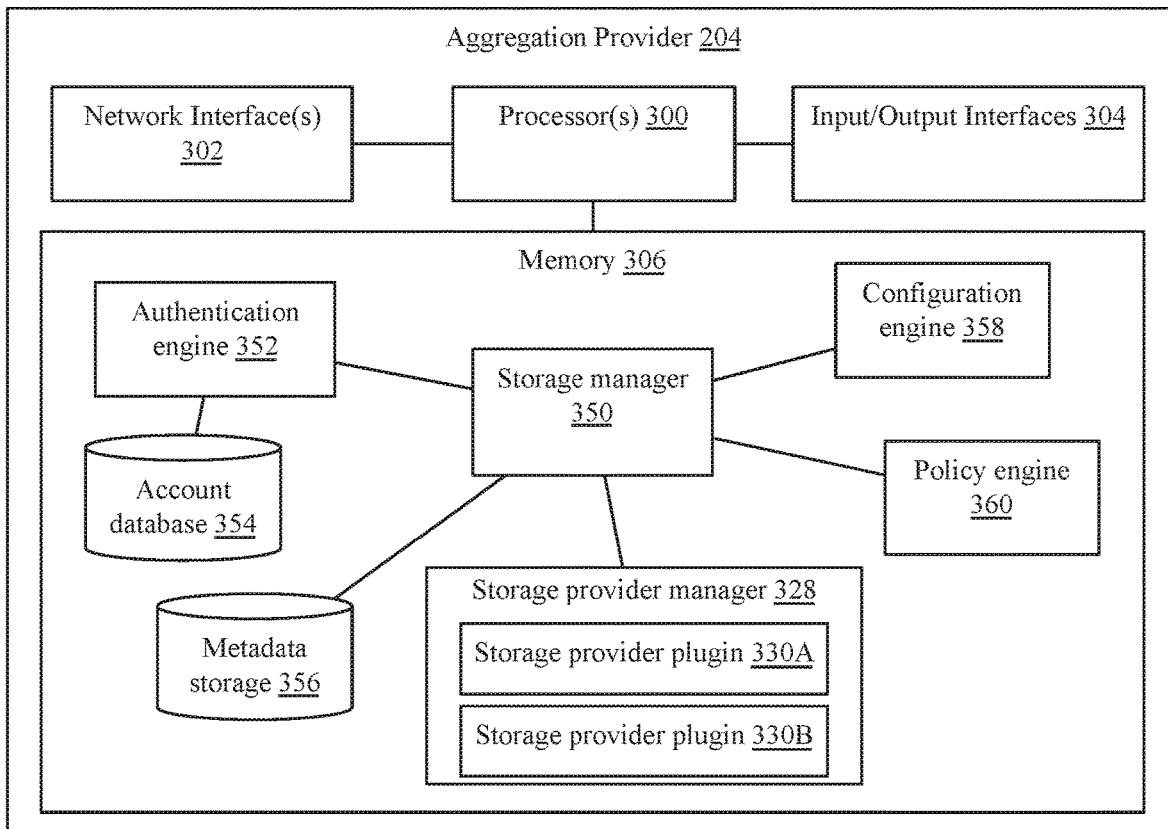 Aggregation Provider 204
Network Interface(s)
302
Processor(s) 300
Input/Output Interfaces 304
Memory 306
Authentication
engine 352
Configuration
engine 358
Storage manager
350
Account
database 354
Policy engine
360
Metadata
storage 356
Storage provider manager 328
Storage provider plugin 330A
Storage provider plugin 330B